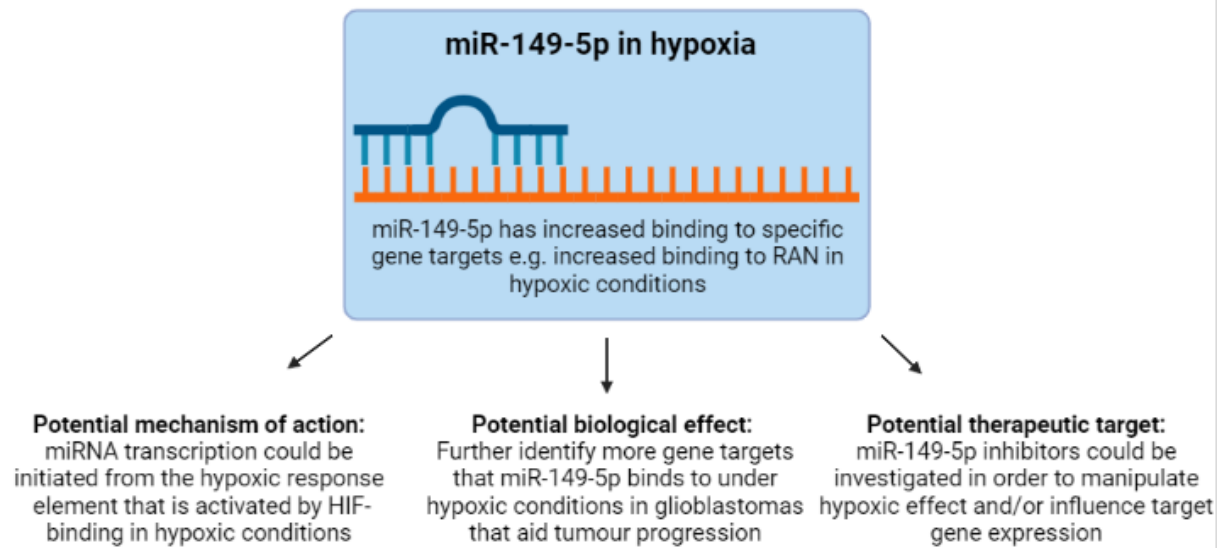 miR-149-5p in hypoxia
miR-149-5p has increased binding to specific
gene targets e.g. increased binding to RAN in
hypoxic conditions
Potential mechanism of action:
miRNA transcription could be
initiated from the hypoxic response
element that is activated by HIF-
binding in hypoxic conditions
Potential biological effect:
Further identify more gene targets
that miR-149-5p binds to under
hypoxic conditions in glioblastomas
that aid tumour progression
Potential therapeutic target:
miR-149-5p inhibitors could be
investigated in order to manipulate
hypoxic effect and/or influence target
gene expression